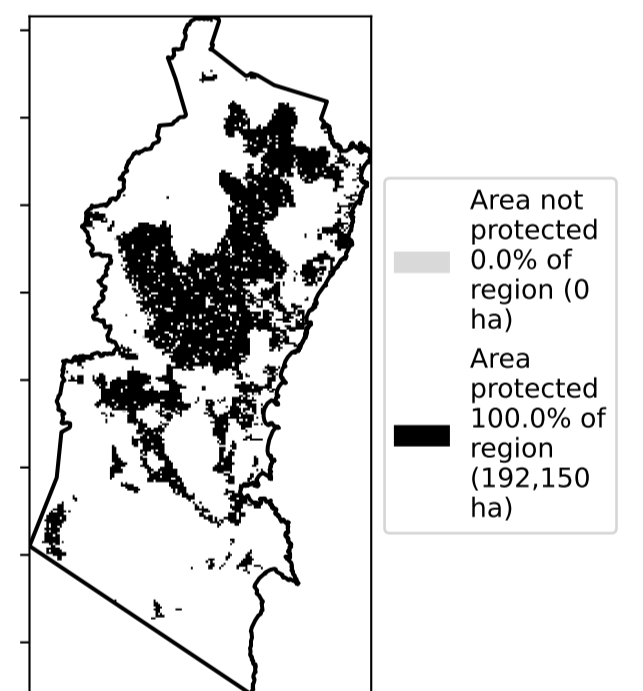 Area not
protected
0.0% of
region (0
ha)
Area
protected
100.0% of
region
(192,150
ha)